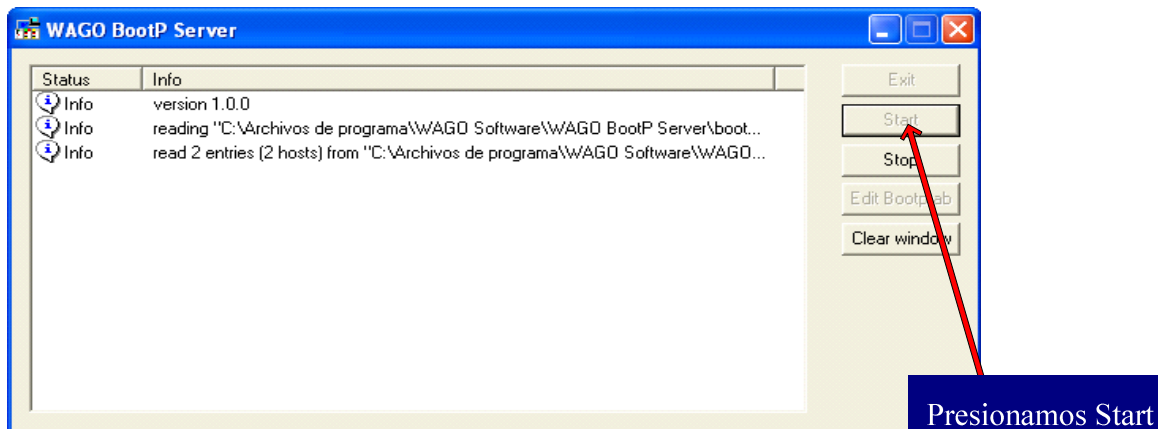 WAGO BootP Server
Status Info
Info version 1.0.0
Info reading "C:\Archivos de programa\WAGO Software\WAGO BootP Server\boot...
Info read 2 entries (2 hosts) from "C:\Archivos de programa\WAGO Software\WAGO...
Exit
Start
Stop
Edit Bootptab
Clear window
Presionamos Start